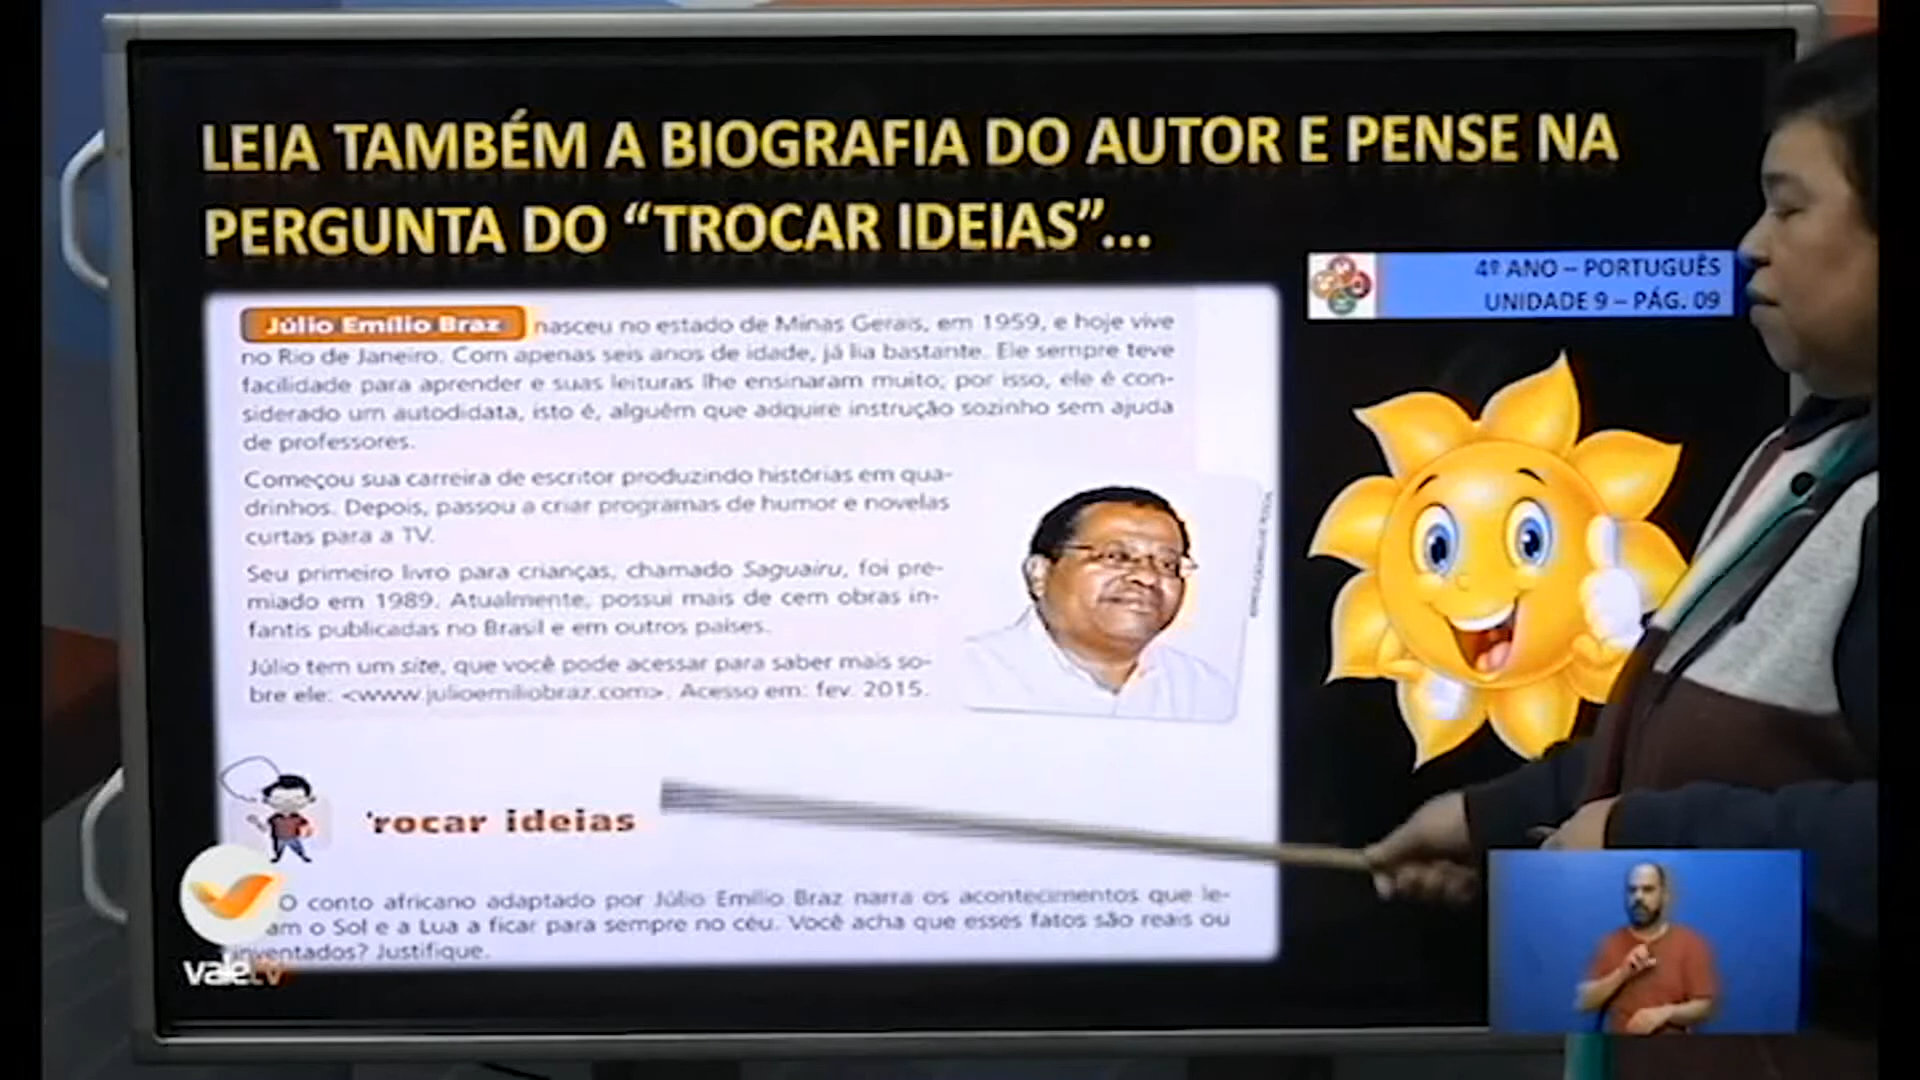 LEIA TAMBÉM A BIOGRAFIA DO AUTOR E PENSE NA
PERGUNTA DO “TROCAR IDEIAS”...
4º ANO – PORTUGUÊS
UNIDADE 9 – PÁG. 09
Júlio Emílio Braz nasceu no estado de Minas Gerais, em 1959, e hoje vive
no Rio de Janeiro. Com apenas seis anos de idade, já lia bastante. Ele sempre teve
facilidade para aprender e suas leituras lhe ensinaram muito; por isso, ele é con-
siderado um autodidata, isto é, alguém que adquire instrução sozinho sem ajuda
de professores.
Começou sua carreira de escritor produzindo histórias em qua-
drinhos. Depois, passou a criar programas de humor e novelas
curtas para a TV.
Seu primeiro livro para crianças, chamado Saguairu, foi pre-
miado em 1989. Atualmente, possui mais de cem obras in-
fantis publicadas no Brasil e em outros países.
Júlio tem um site, que você pode acessar para saber mais so-
bre ele: <www.julioemiliobraz.com>. Acesso em: fev. 2015.
'rocar ideias
O conto africano adaptado por Júlio Emílio Braz narra os acontecimentos que le-
am o Sol e a Lua a ficar para sempre no céu. Você acha que esses fatos são reais ou
inventados? Justifique.
valetv